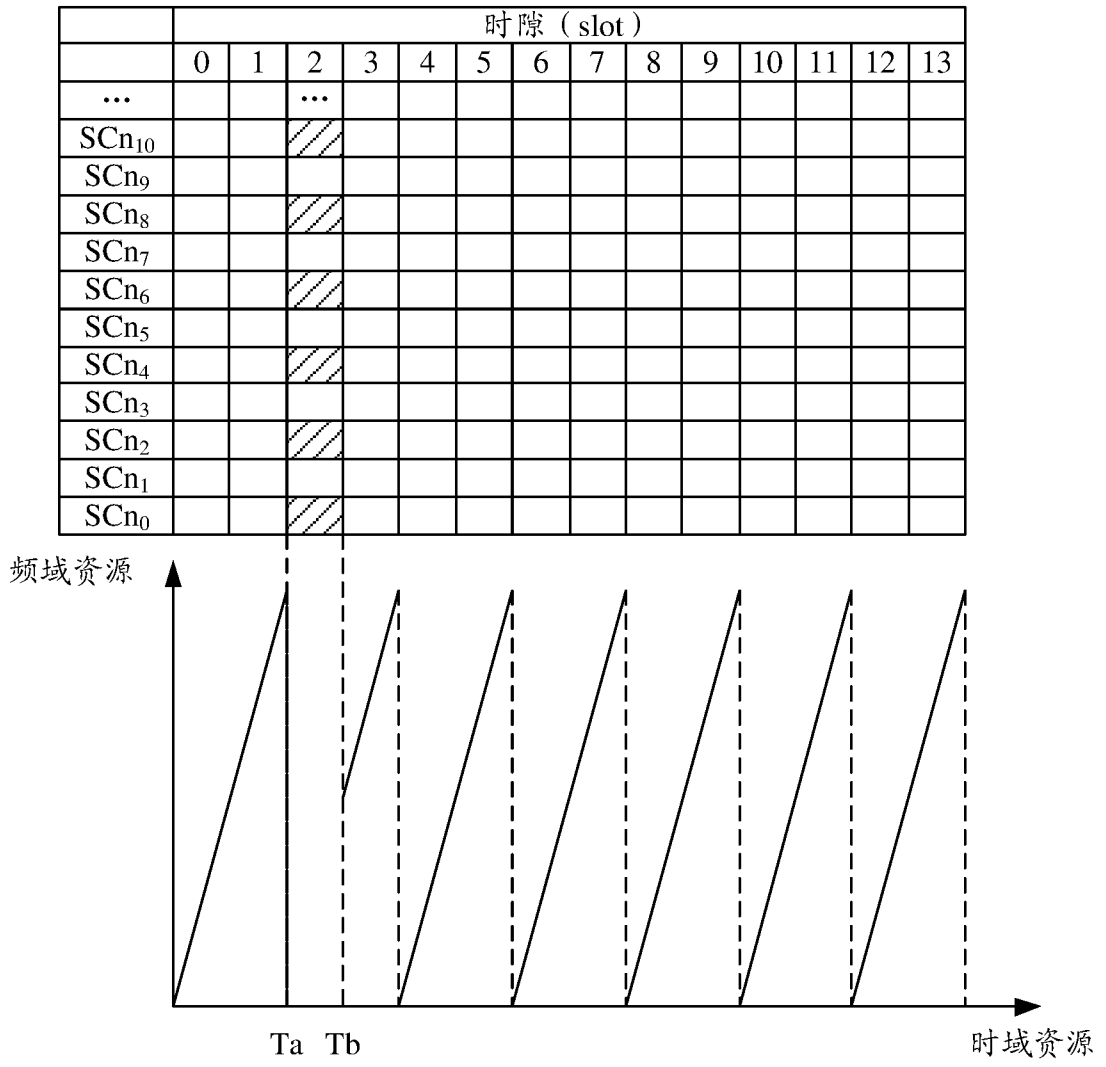 时隙（slot）
0 1 2 3 4 5 6 7 8 9 10 11 12 13
... ...
SCn₁₀
SCn₉
SCn₈
SCn₇
SCn₆
SCn₅
SCn₄
SCn₃
SCn₂
SCn₁
SCn₀
频域资源
Ta Tb
时域资源